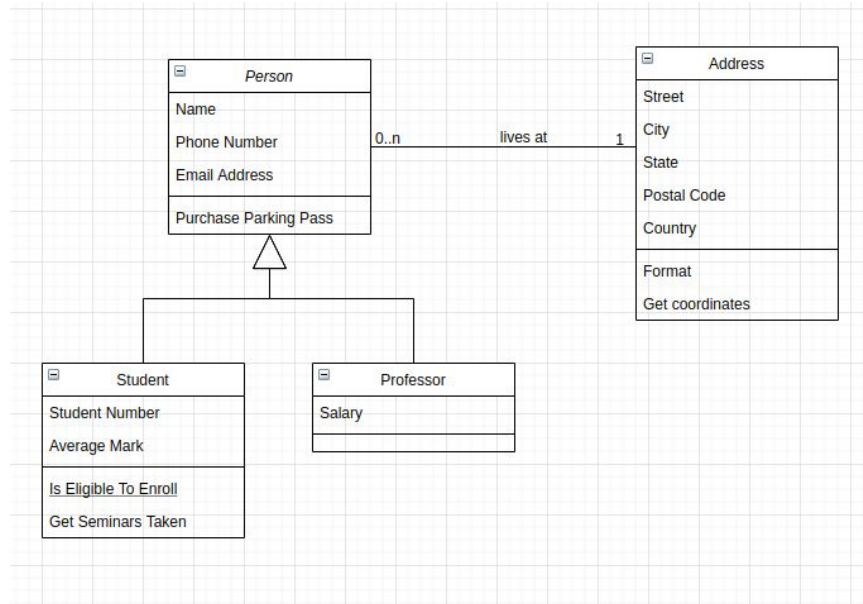 Person
Name
Phone Number
Email Address
Purchase Parking Pass
0..n
lives at
1
Address
Street
City
State
Postal Code
Country
Format
Get coordinates
Student
Student Number
Average Mark
Is Eligible To Enroll
Get Seminars Taken
Professor
Salary